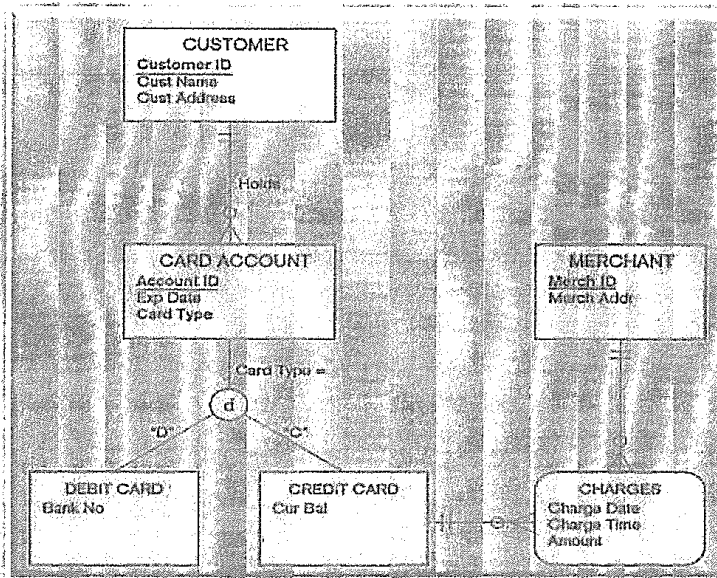 CUSTOMER
Customer ID
Cust Name
Cust Address
Holds
CARD ACCOUNT
Account ID
Exp Date
Card Type
MERCHANT
Merch ID
Merch Addr
Card Type =
d
"D"
"C"
DEBIT CARD
Bank No
CREDIT CARD
Cur Bal
CHARGES
Charge Date
Charge Time
Amount